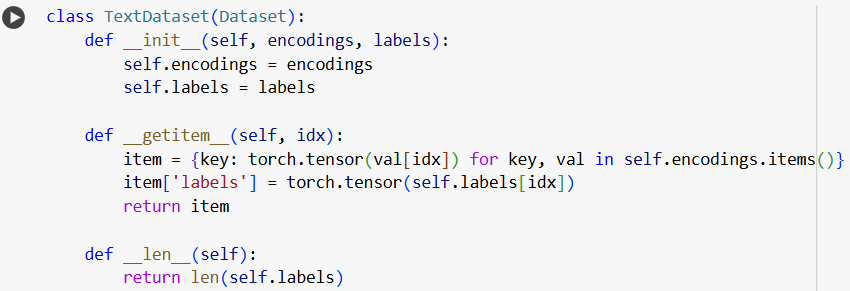 class TextDataset(Dataset):
    def __init__(self, encodings, labels):
        self.encodings = encodings
        self.labels = labels

    def __getitem__(self, idx):
        item = {key: torch.tensor(val[idx]) for key, val in self.encodings.items()}
        item['labels'] = torch.tensor(self.labels[idx])
        return item

    def __len__(self):
        return len(self.labels)